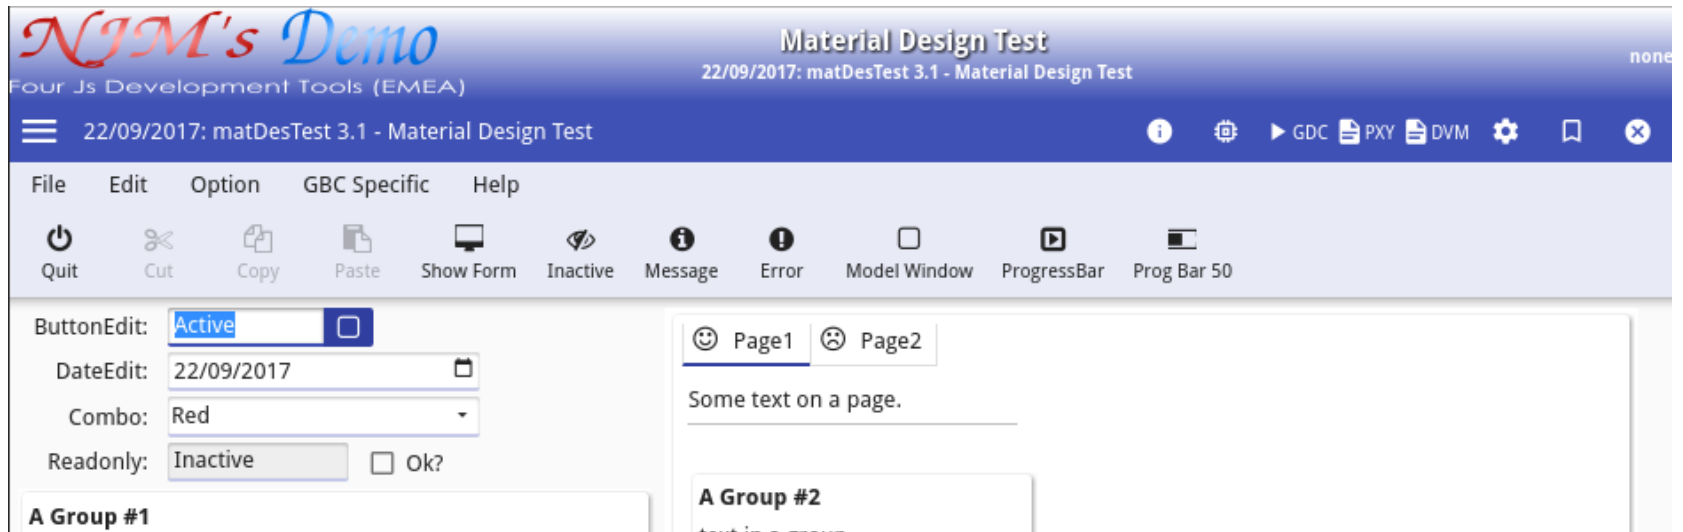 NJM's Demo
Four Js Development Tools (EMEA)
Material Design Test
22/09/2017: matDesTest 3.1 - Material Design Test
none
22/09/2017: matDesTest 3.1 - Material Design Test
GDC PXY DVM
File Edit Option GBC Specific Help
Quit Cut Copy Paste Show Form Inactive Message Error Model Window ProgressBar Prog Bar 50
ButtonEdit: Active
DateEdit: 22/09/2017
Combo: Red
Readonly: Inactive Ok?
A Group #1
Page1 Page2
Some text on a page.
A Group #2
text in a group